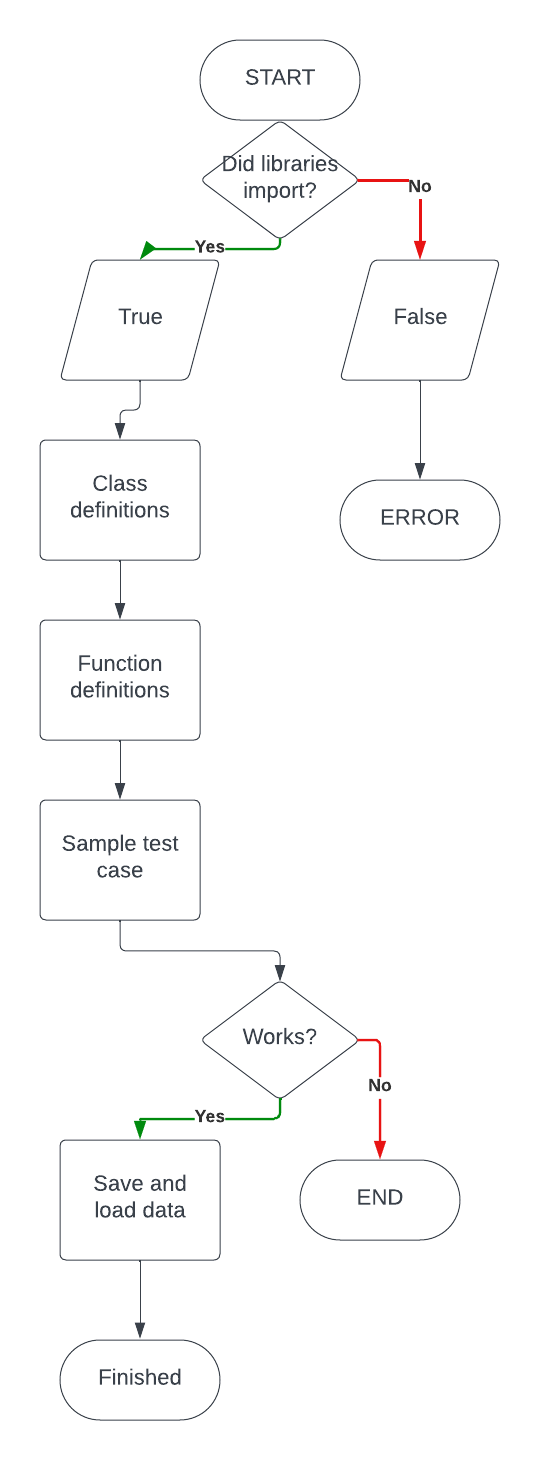 START
Did libraries
import?
No
Yes
True
False
Class
definitions
ERROR
Function
definitions
Sample test
case
Works?
No
Yes
Save and
load data
END
Finished